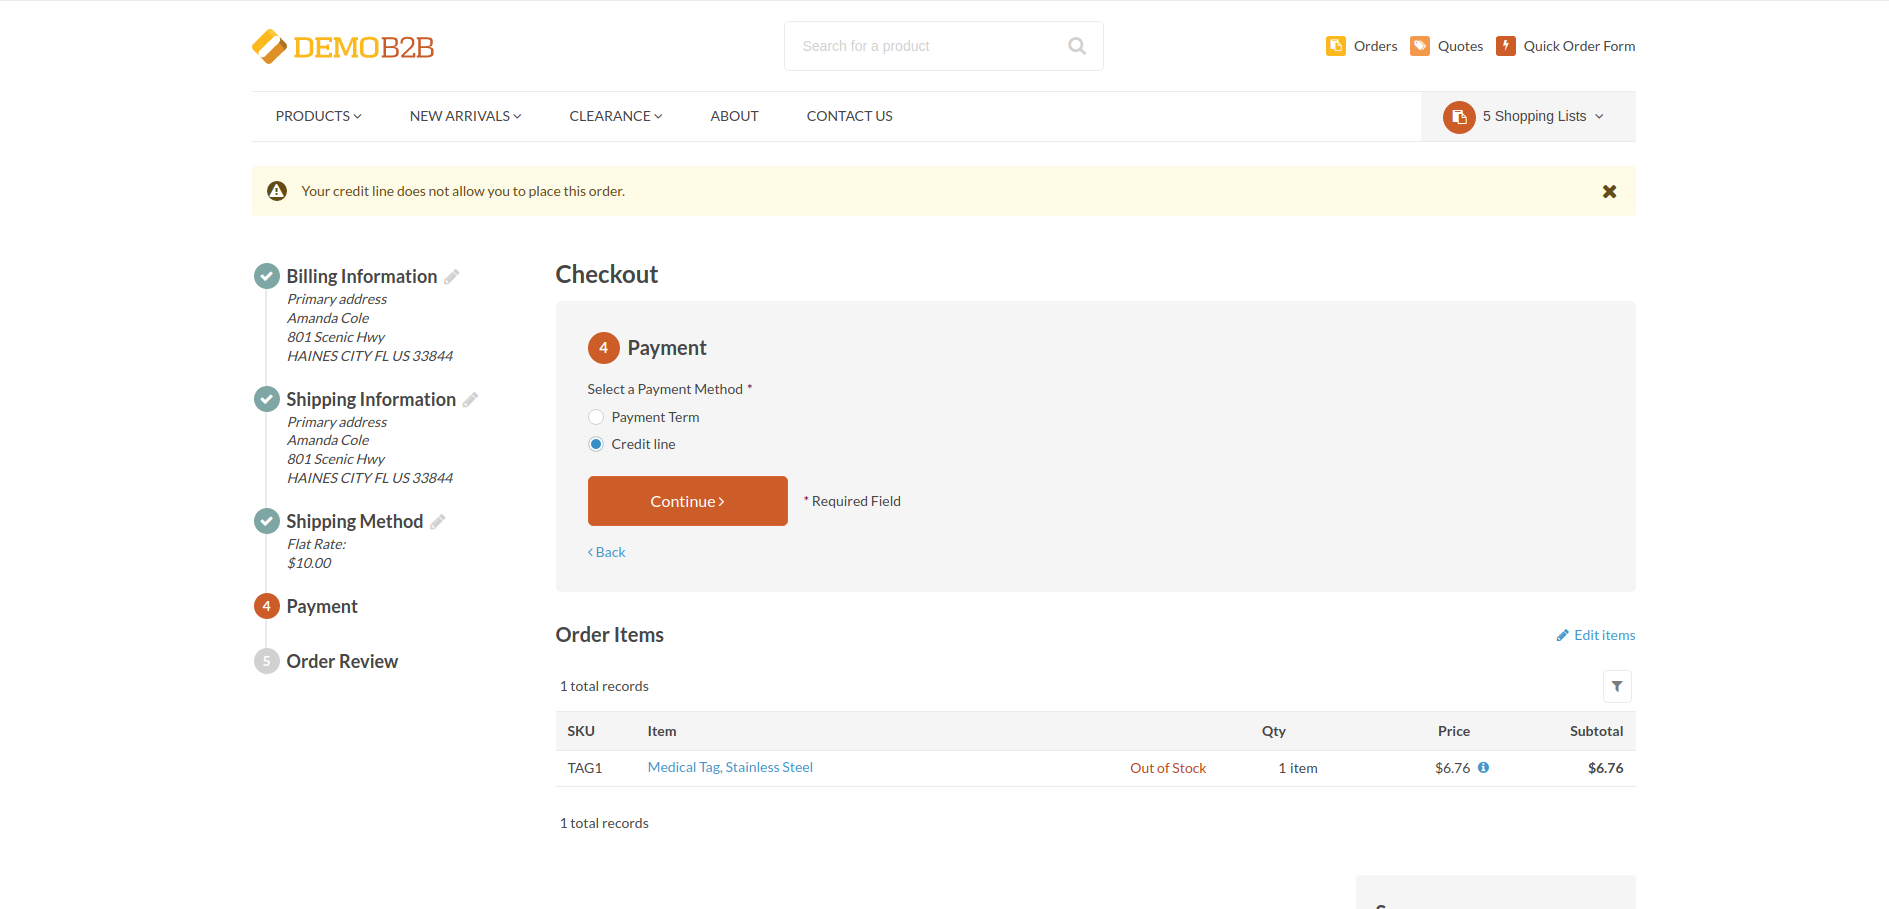 DEMOB2B
Search for a product
Orders
Quotes
Quick Order Form
PRODUCTS
NEW ARRIVALS
CLEARANCE
ABOUT
CONTACT US
5 Shopping Lists
Your credit line does not allow you to place this order.
Billing Information
Primary address
Amanda Cole
801 Scenic Hwy
HAINES CITY FL US 33844
Shipping Information
Primary address
Amanda Cole
801 Scenic Hwy
HAINES CITY FL US 33844
Shipping Method
Flat Rate:
$10.00
4 Payment
5 Order Review
Checkout
4 Payment
Select a Payment Method *
Payment Term
Credit line
Continue
* Required Field
Back
Order Items
Edit items
1 total records
SKU Item Qty Price Subtotal
TAG1 Medical Tag, Stainless Steel Out of Stock 1 item $6.76 $6.76
1 total records